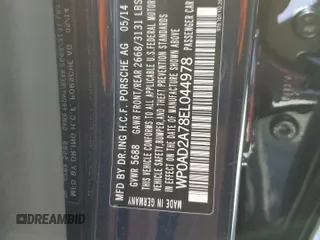 MFD BY DR.ING H.C.F. PORSCHE AG 05/14
GVWR 5688 GAWR FRONT/REAR 2668/3131 LBS
THIS VEHICLE CONFORMS TO ALL APPLICABLE U.S. FEDERAL MOTOR
VEHICLE SAFETY, BUMPER, AND THEFT PREVENTION STANDARDS IN
EFFECT ON THE DATE OF MANUFACTURE SHOWN ABOVE.
WP0AD2A78EL044978
MADE IN GERMANY PASSENGER CAR
DREAMBID